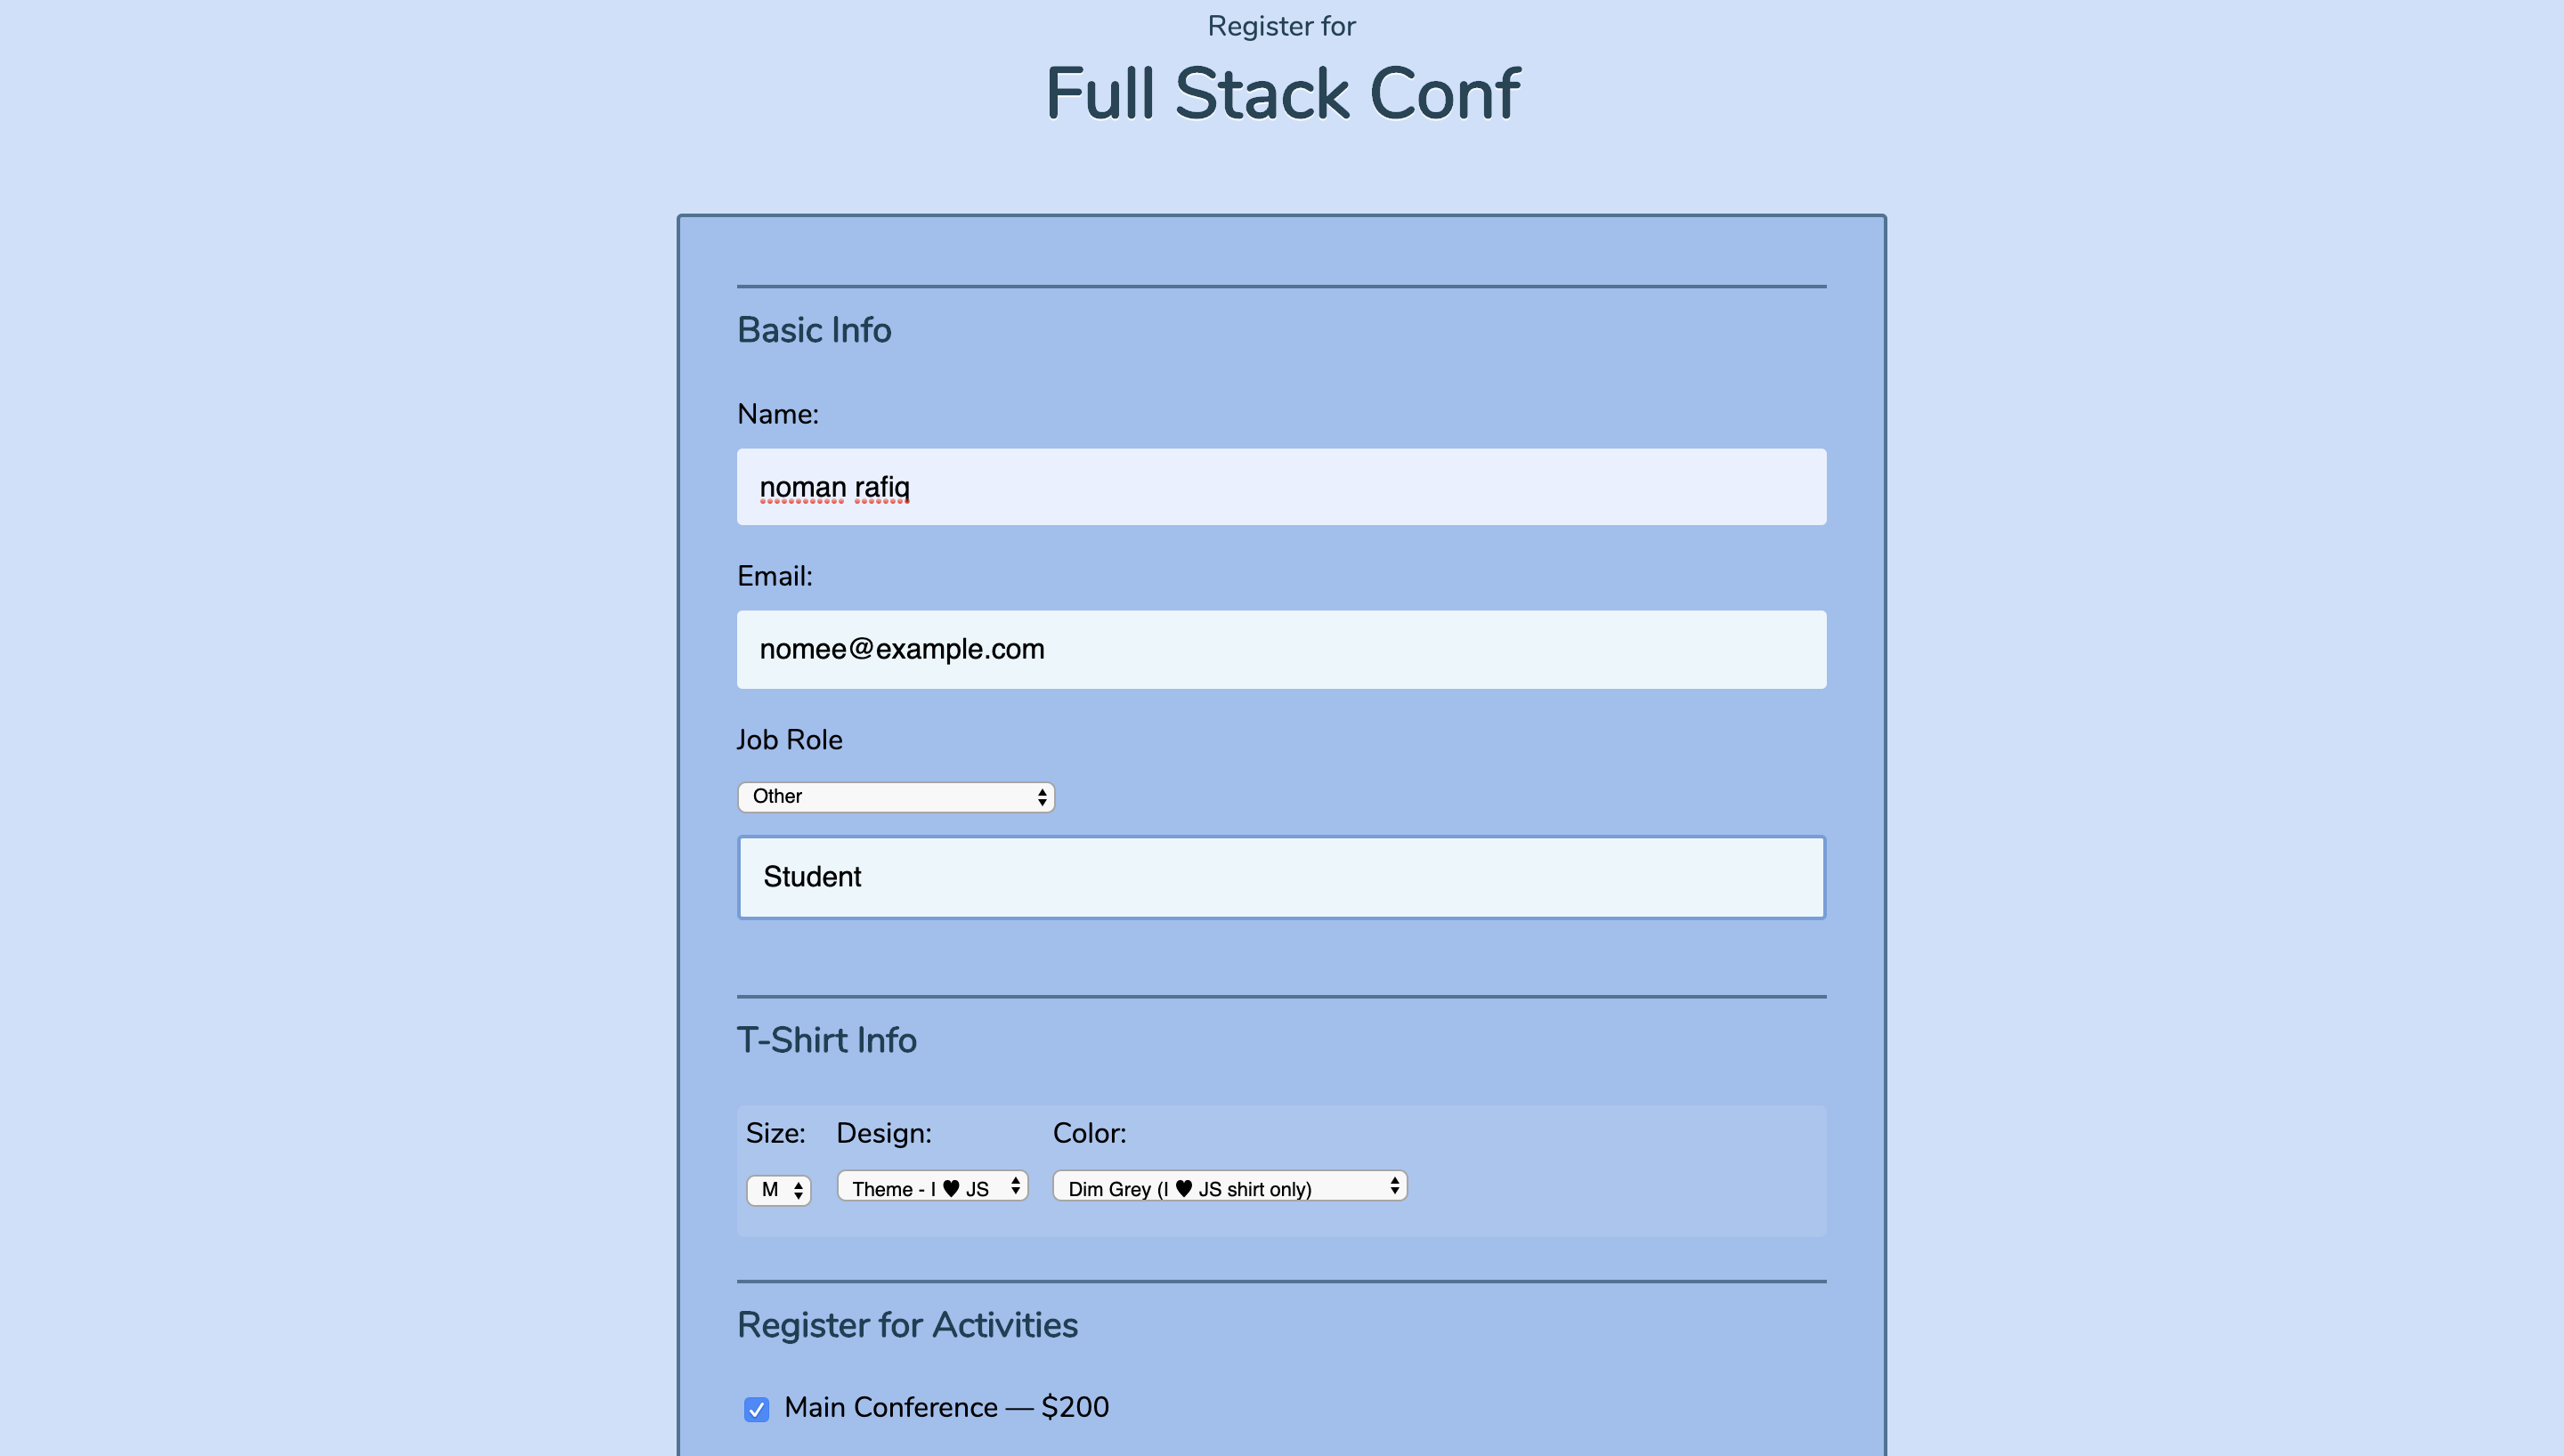 Register for
Full Stack Conf
Basic Info
Name:
noman rafiq
Email:
nomee@example.com
Job Role
Other
Student
T-Shirt Info
Size: Design: Color:
M Theme - I ♥ JS Dim Grey (I ♥ JS shirt only)
Register for Activities
Main Conference — $200